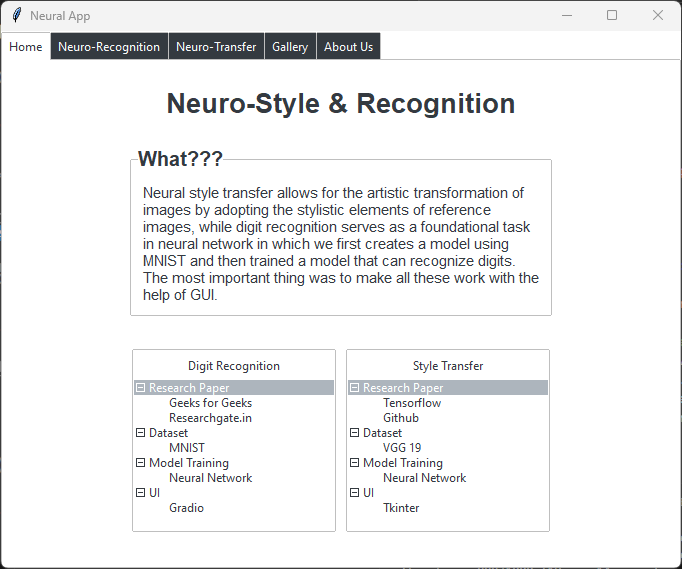 Neural App
Home Neuro-Recognition Neuro-Transfer Gallery About Us
Neuro-Style & Recognition
What???
Neural style transfer allows for the artistic transformation of
images by adopting the stylistic elements of reference
images, while digit recognition serves as a foundational task
in neural network in which we first creates a model using
MNIST and then trained a model that can recognize digits.
The most important thing was to make all these work with the
help of GUI.
Digit Recognition
Research Paper
Geeks for Geeks
Researchgate.in
Dataset
MNIST
Model Training
Neural Network
UI
Gradio
Style Transfer
Research Paper
Tensorflow
Github
Dataset
VGG 19
Model Training
Neural Network
UI
Tkinter